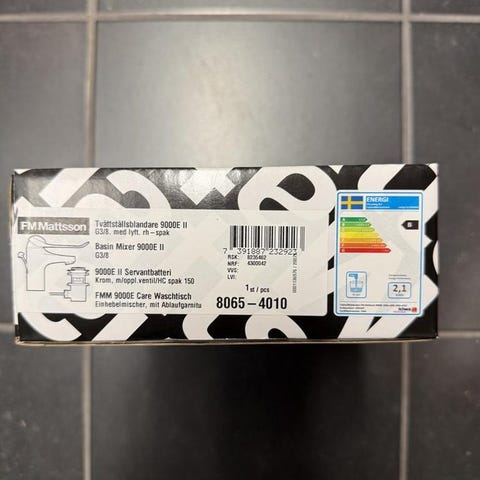 FM Mattsson
Tvättställsblandare 9000E II
G3/8. med lyft. rh-spak
Basin Mixer 9000E II
G3/8
9000E II Servantbatteri
Krom, m/oppl.ventil/HC spak 150
FMM 9000E Care Waschtisch
Einhebelmischer, mit Ablaufgarnitu
7 391887 232923
RSK: 8235462
NRF: 4300042
VVS:
LVI:
1 st / pcs
8065-4010
ENERGI
B
2,1